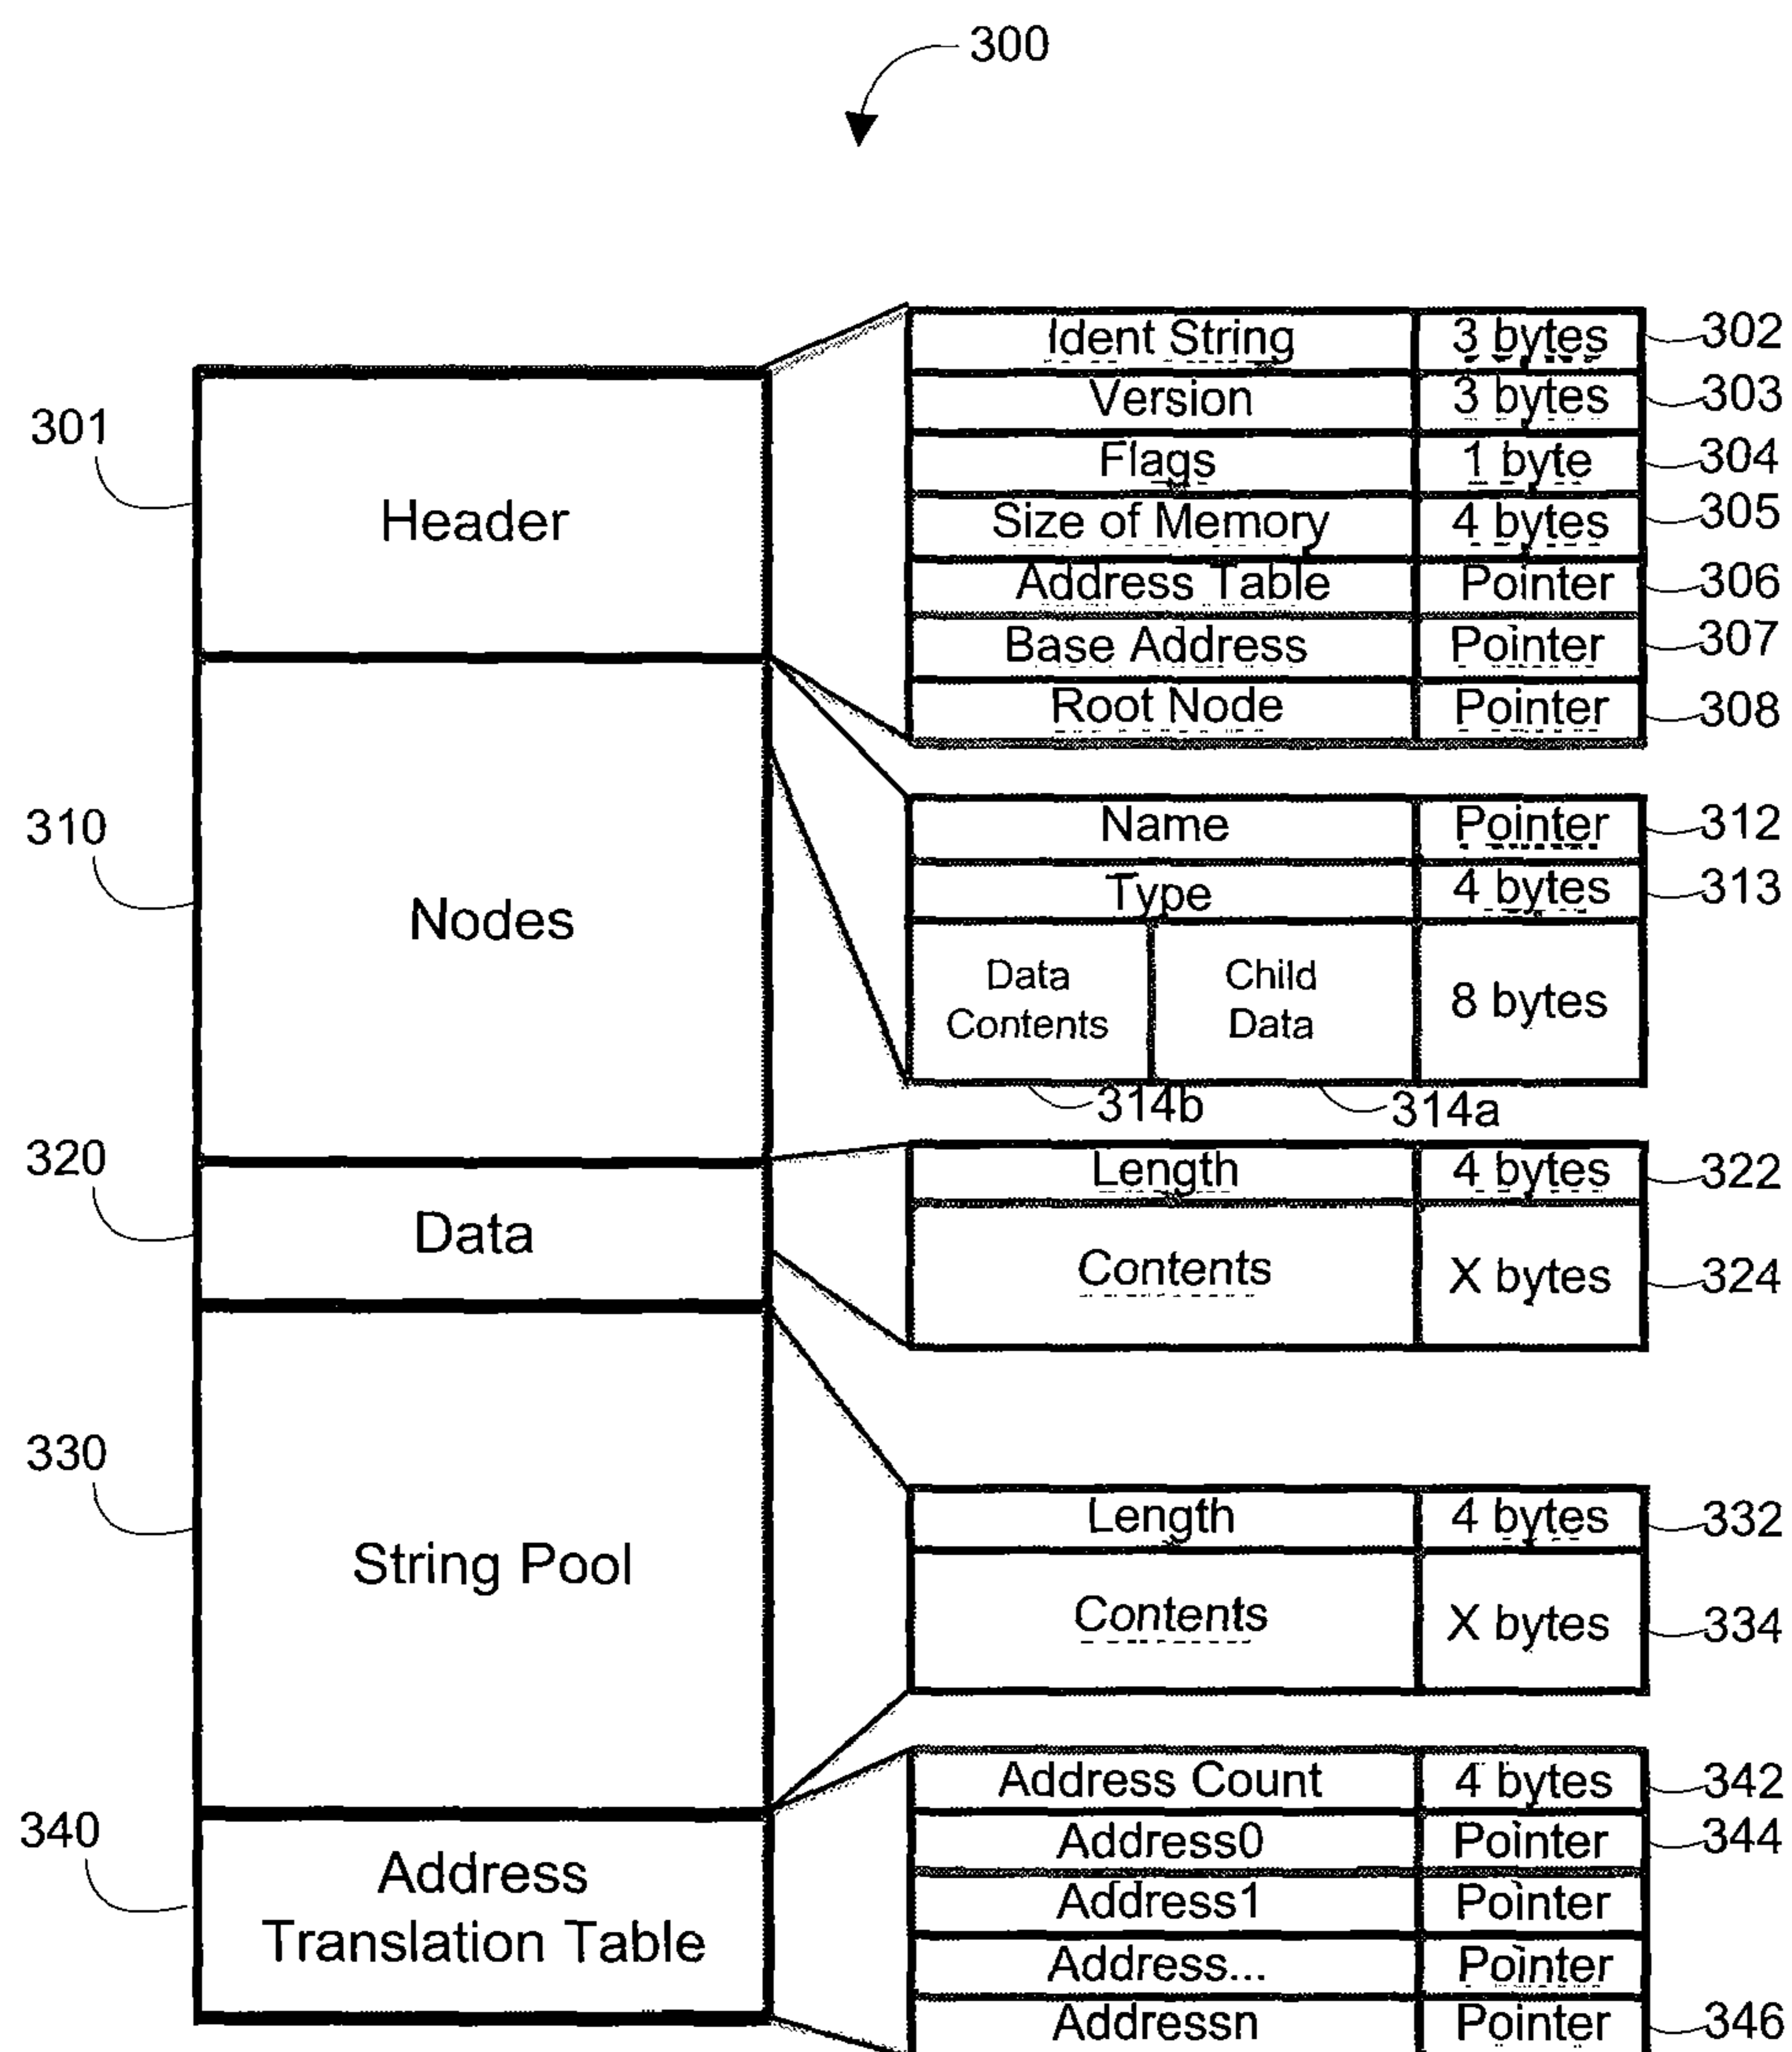 300
301
Header
Ident String 3 bytes 302
Version 3 bytes 303
Flags 1 byte 304
Size of Memory 4 bytes 305
Address Table Pointer 306
Base Address Pointer 307
Root Node Pointer 308
310
Nodes
Name Pointer 312
Type 4 bytes 313
Data
Contents
Child
Data
8 bytes
314b
314a
320
Data
Length 4 bytes 322
Contents X bytes 324
330
String Pool
Length 4 bytes 332
Contents X bytes 334
340
Address
Translation Table
Address Count 4 bytes 342
Address0 Pointer 344
Address1 Pointer
Address... Pointer
Addressn Pointer 346